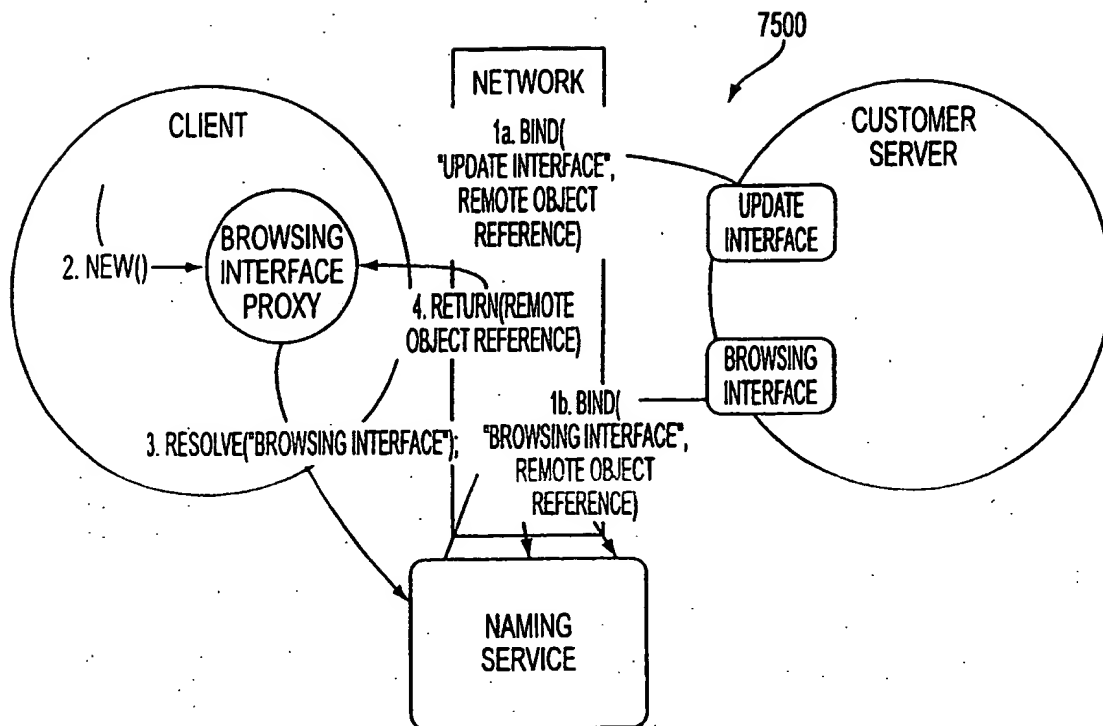 7500
NETWORK
CLIENT
CUSTOMER
SERVER
1a. BIND(
"UPDATE INTERFACE",
REMOTE OBJECT
REFERENCE)
UPDATE
INTERFACE
BROWSING
INTERFACE
PROXY
2. NEW()
4. RETURN(REMOTE
OBJECT REFERENCE)
BROWSING
INTERFACE
1b. BIND(
"BROWSING INTERFACE",
REMOTE OBJECT
REFERENCE)
3. RESOLVE("BROWSING INTERFACE");
NAMING
SERVICE